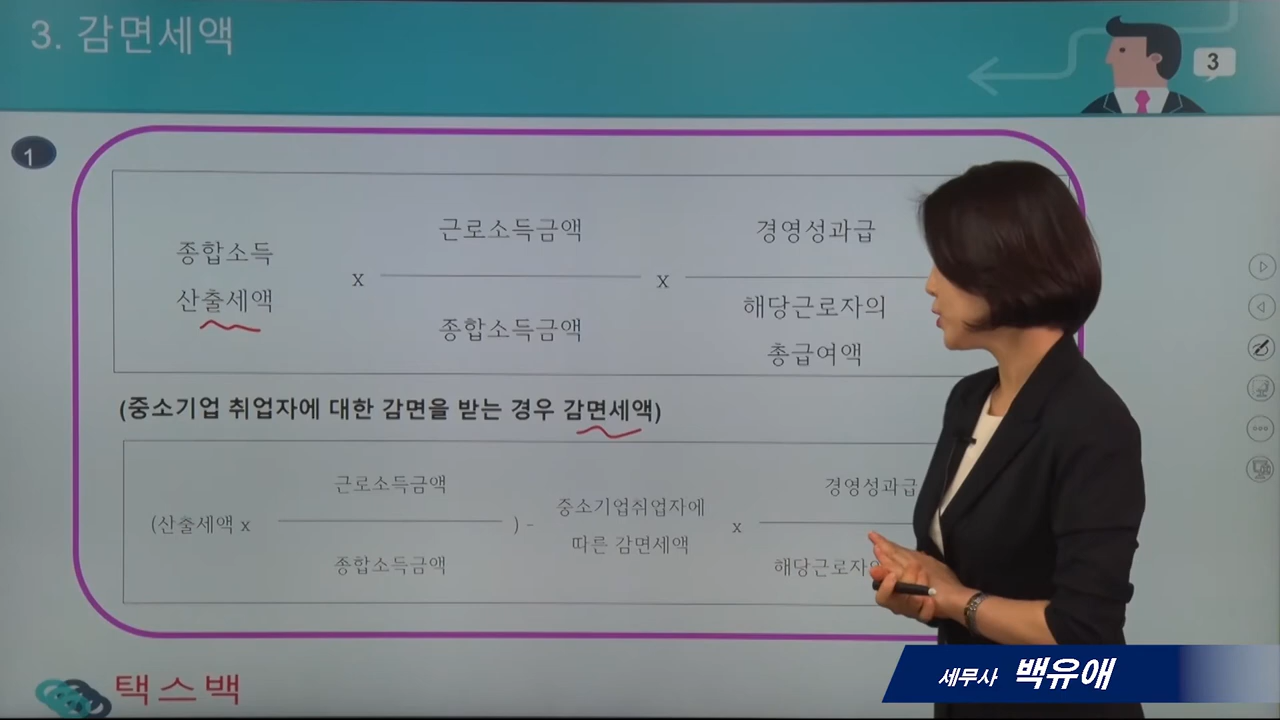 3. 감면세액
3
1
종합소득
산출세액
x
근로소득금액
종합소득금액
x
경영성과급
해당근로자의
총급여액
(중소기업 취업자에 대한 감면을 받는 경우 감면세액)
(산출세액 x
근로소득금액
종합소득금액
) -
중소기업취업자에
따른 감면세액
x
경영성과급
해당근로자의
택스백
세무사 백유애